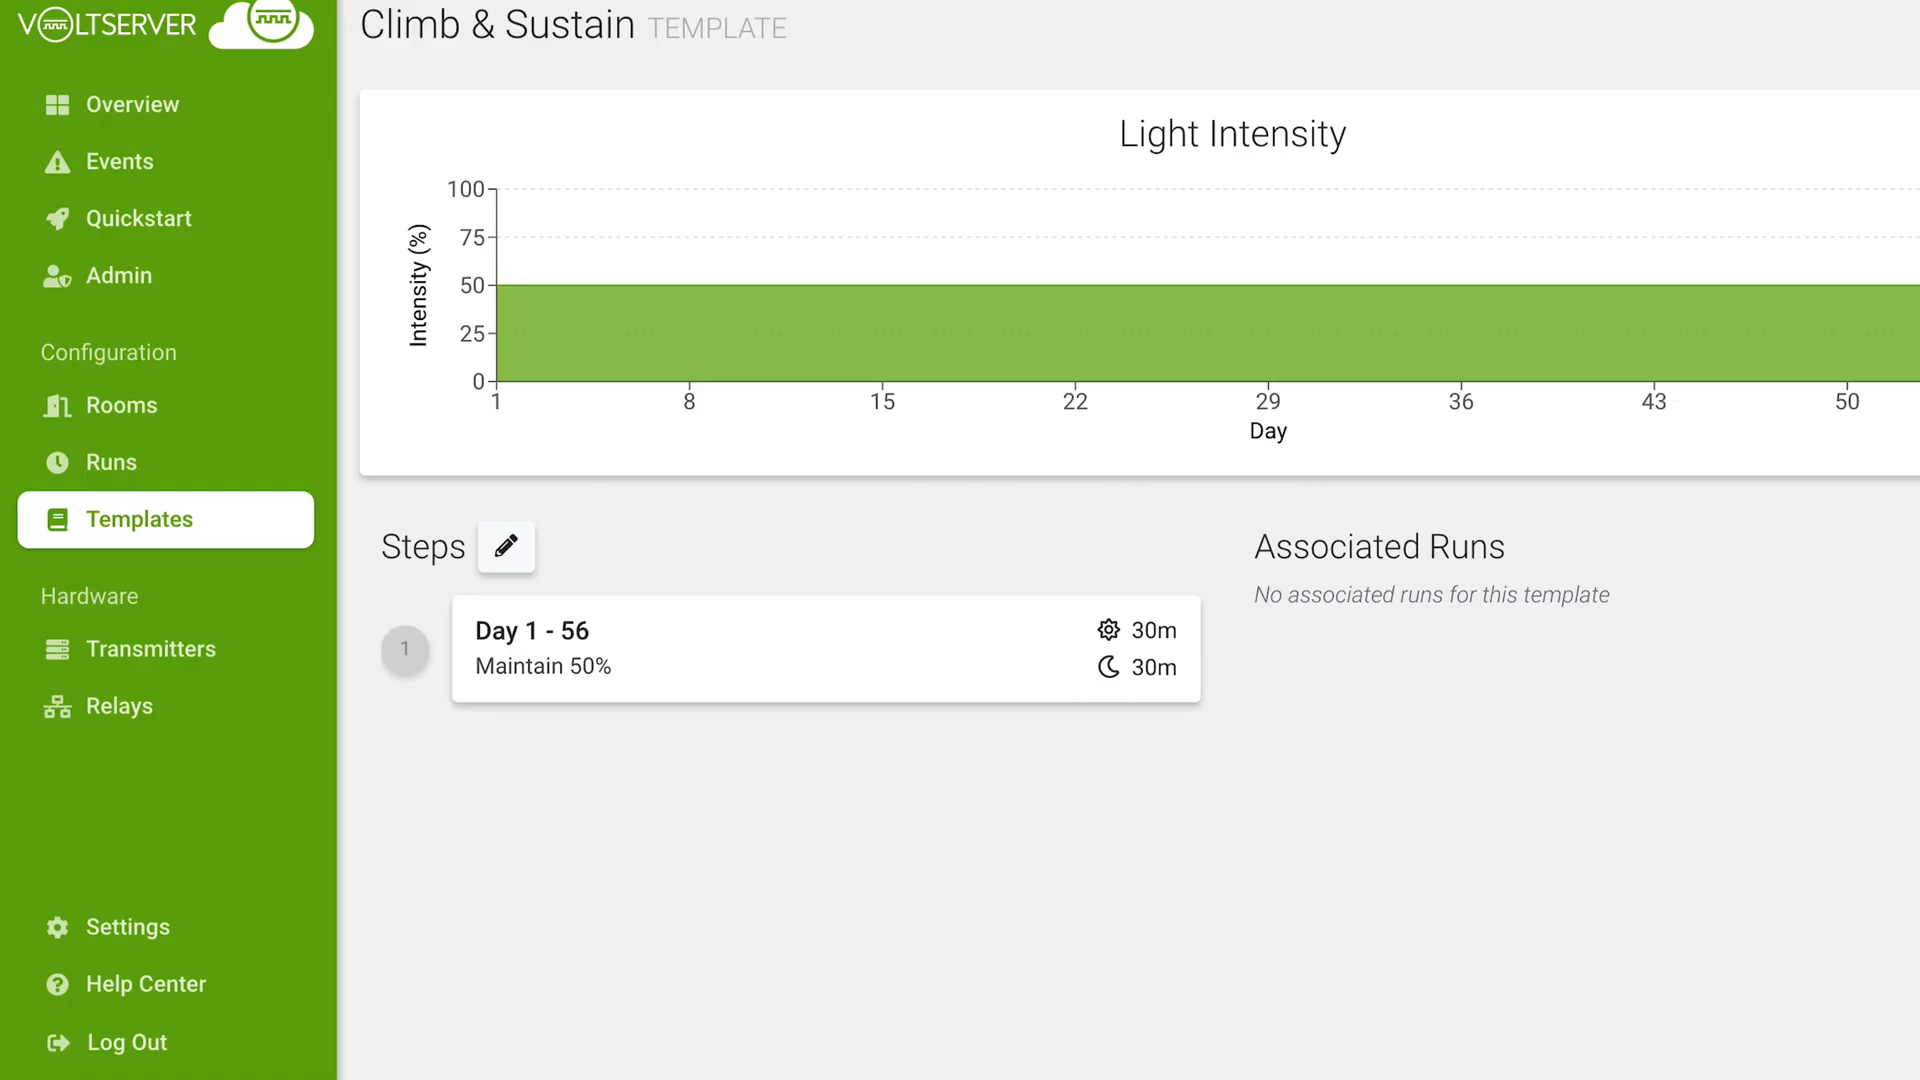 VOLTSERVER
Climb & Sustain TEMPLATE
Overview
Events
Quickstart
Admin
Configuration
Rooms
Runs
Templates
Hardware
Transmitters
Relays
Settings
Help Center
Log Out
Light Intensity
Intensity (%)
100
75
50
25
0
1 8 15 22 29 36 43 50
Day
Steps
1
Day 1 - 56
Maintain 50%
30m
30m
Associated Runs
No associated runs for this template